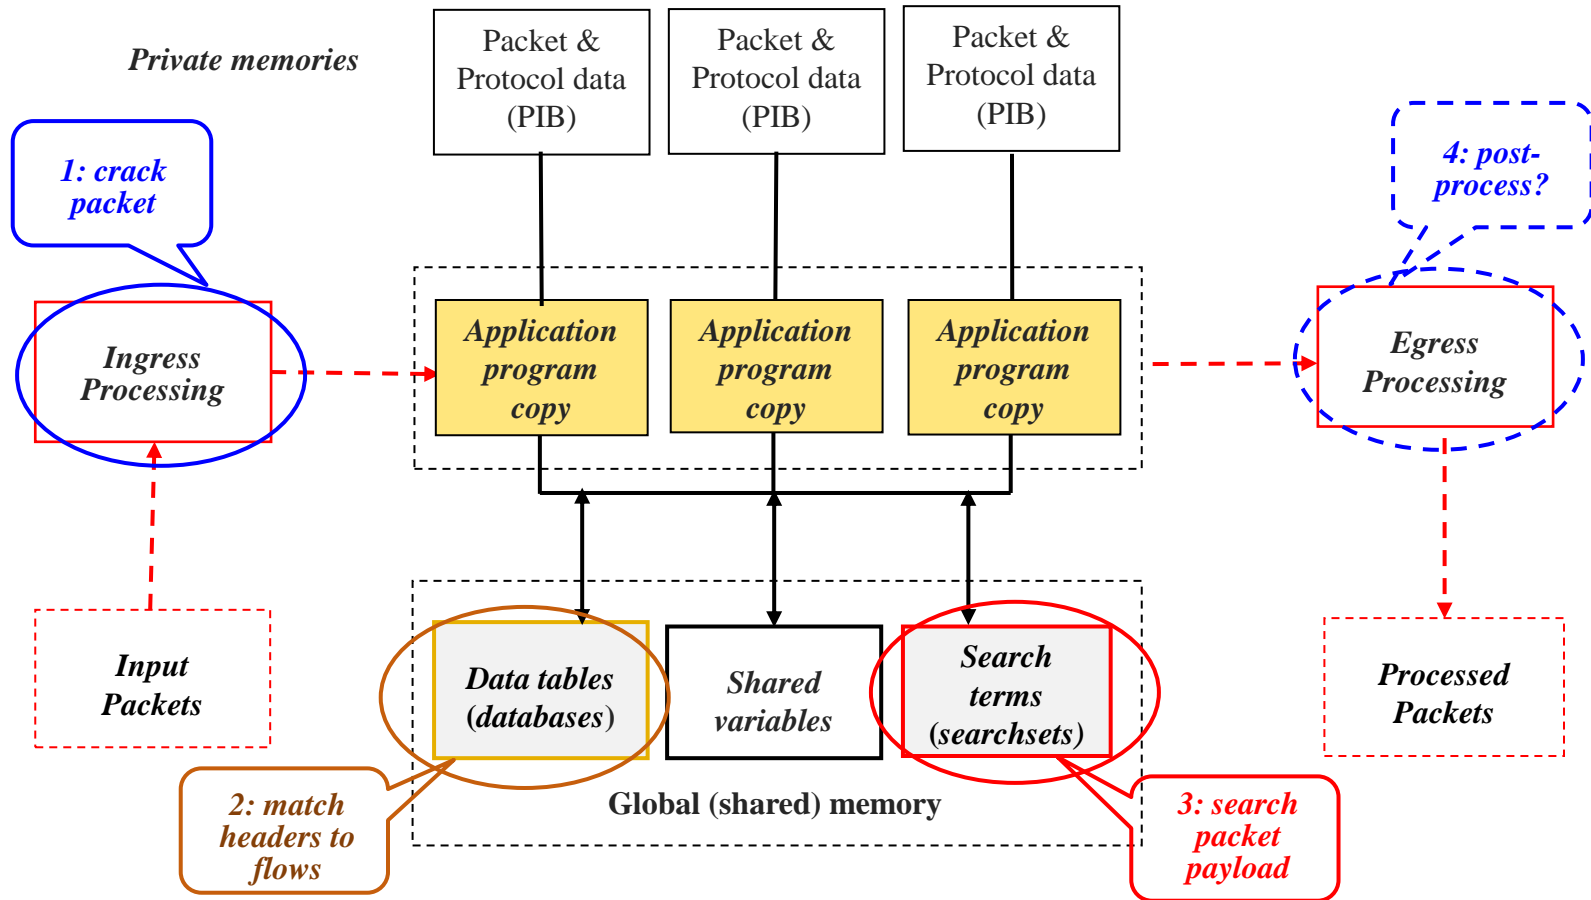 Private memories
Packet &
Protocol data
(PIB)
Packet &
Protocol data
(PIB)
Packet &
Protocol data
(PIB)
1: crack
packet
4: post-
process?
Ingress
Processing
Application
program
copy
Application
program
copy
Application
program
copy
Egress
Processing
Input
Packets
Data tables
(databases)
Shared
variables
Search
terms
(searchsets)
Processed
Packets
2: match
headers to
flows
Global (shared) memory
3: search
packet
payload